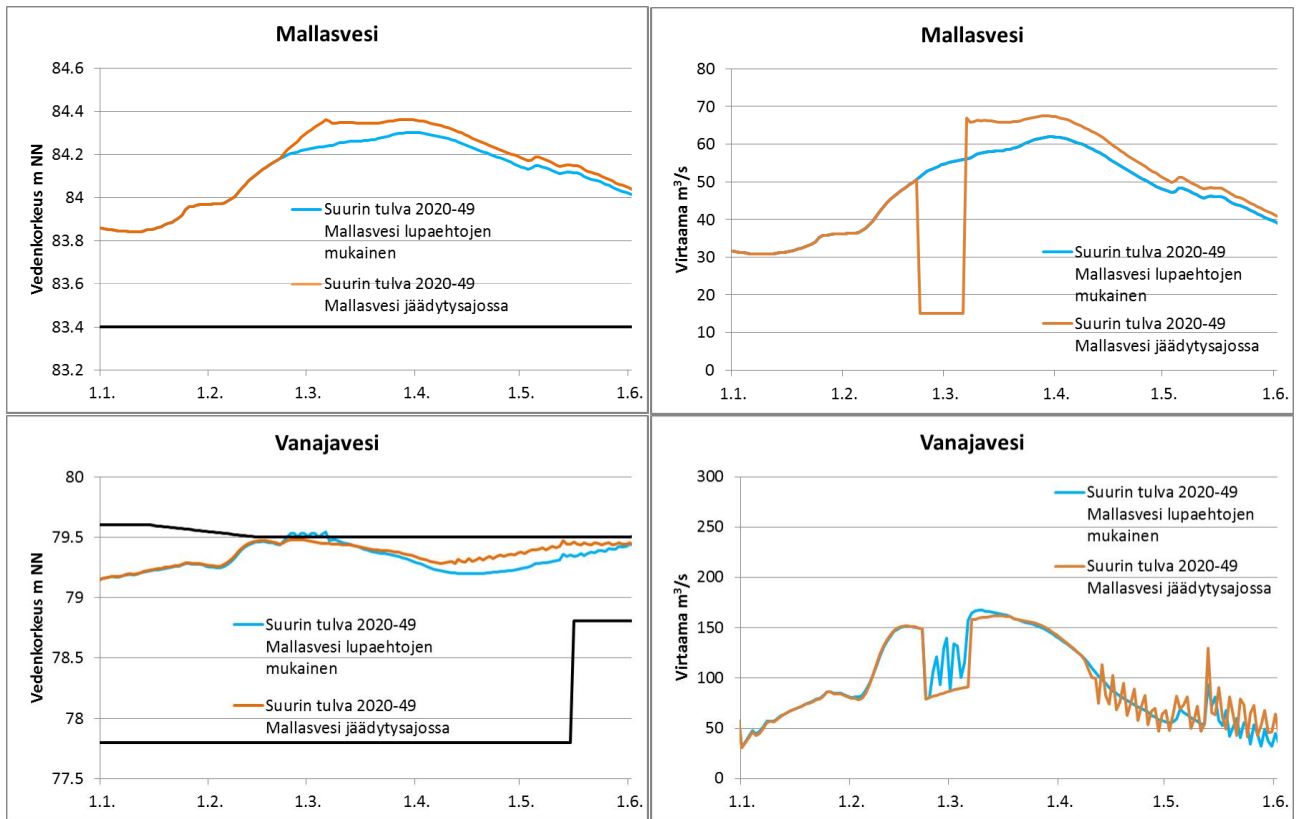 Mallasvesi
Vedenkorkeus m NN
84.6
84.4
84.2
84
83.8
83.6
83.4
83.2
Suurin tulva 2020-49
Mallasvesi lupaehtojen
mukainen
Suurin tulva 2020-49
Mallasvesi jäädytysajossa
1.1.
1.2.
1.3.
1.4.
1.5.
1.6.
Mallasvesi
Virtaama m³/s
80
70
60
50
40
30
20
10
0
Suurin tulva 2020-49
Mallasvesi lupaehtojen
mukainen
Suurin tulva 2020-49
Mallasvesi jäädytysajossa
1.1.
1.2.
1.3.
1.4.
1.5.
1.6.
Vanajavesi
Vedenkorkeus m NN
80
79.5
79
78.5
78
77.5
Suurin tulva 2020-49
Mallasvesi lupaehtojen
mukainen
Suurin tulva 2020-49
Mallasvesi jäädytysajossa
1.1.
1.2.
1.3.
1.4.
1.5.
1.6.
Vanajavesi
Virtaama m³/s
300
250
200
150
100
50
0
Suurin tulva 2020-49
Mallasvesi lupaehtojen
mukainen
Suurin tulva 2020-49
Mallasvesi jäädytysajossa
1.1.
1.2.
1.3.
1.4.
1.5.
1.6.